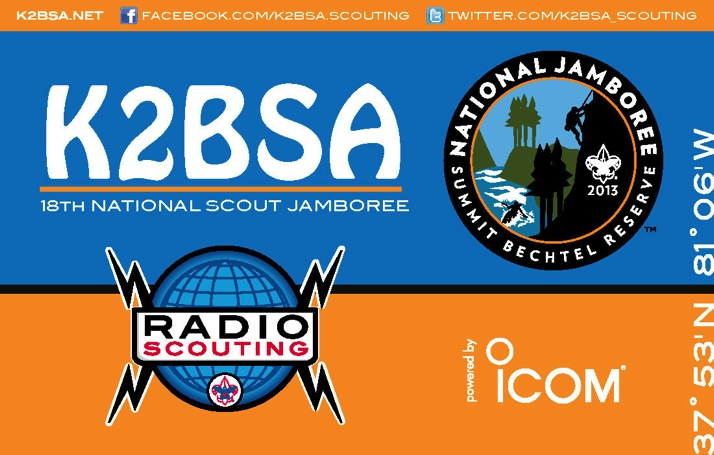 K2BSA.NET f FACEBOOK.COM/K2BSA.SCOUTING t TWITTER.COM/K2BSA_SCOUTING
K2BSA
18TH NATIONAL SCOUT JAMBOREE
NATIONAL JAMBOREE
2013
SUMMIT BECHTEL RESERVE
™
RADIO
SCOUTING
powered by
ICOM®
37° 53'N 81° 06'W